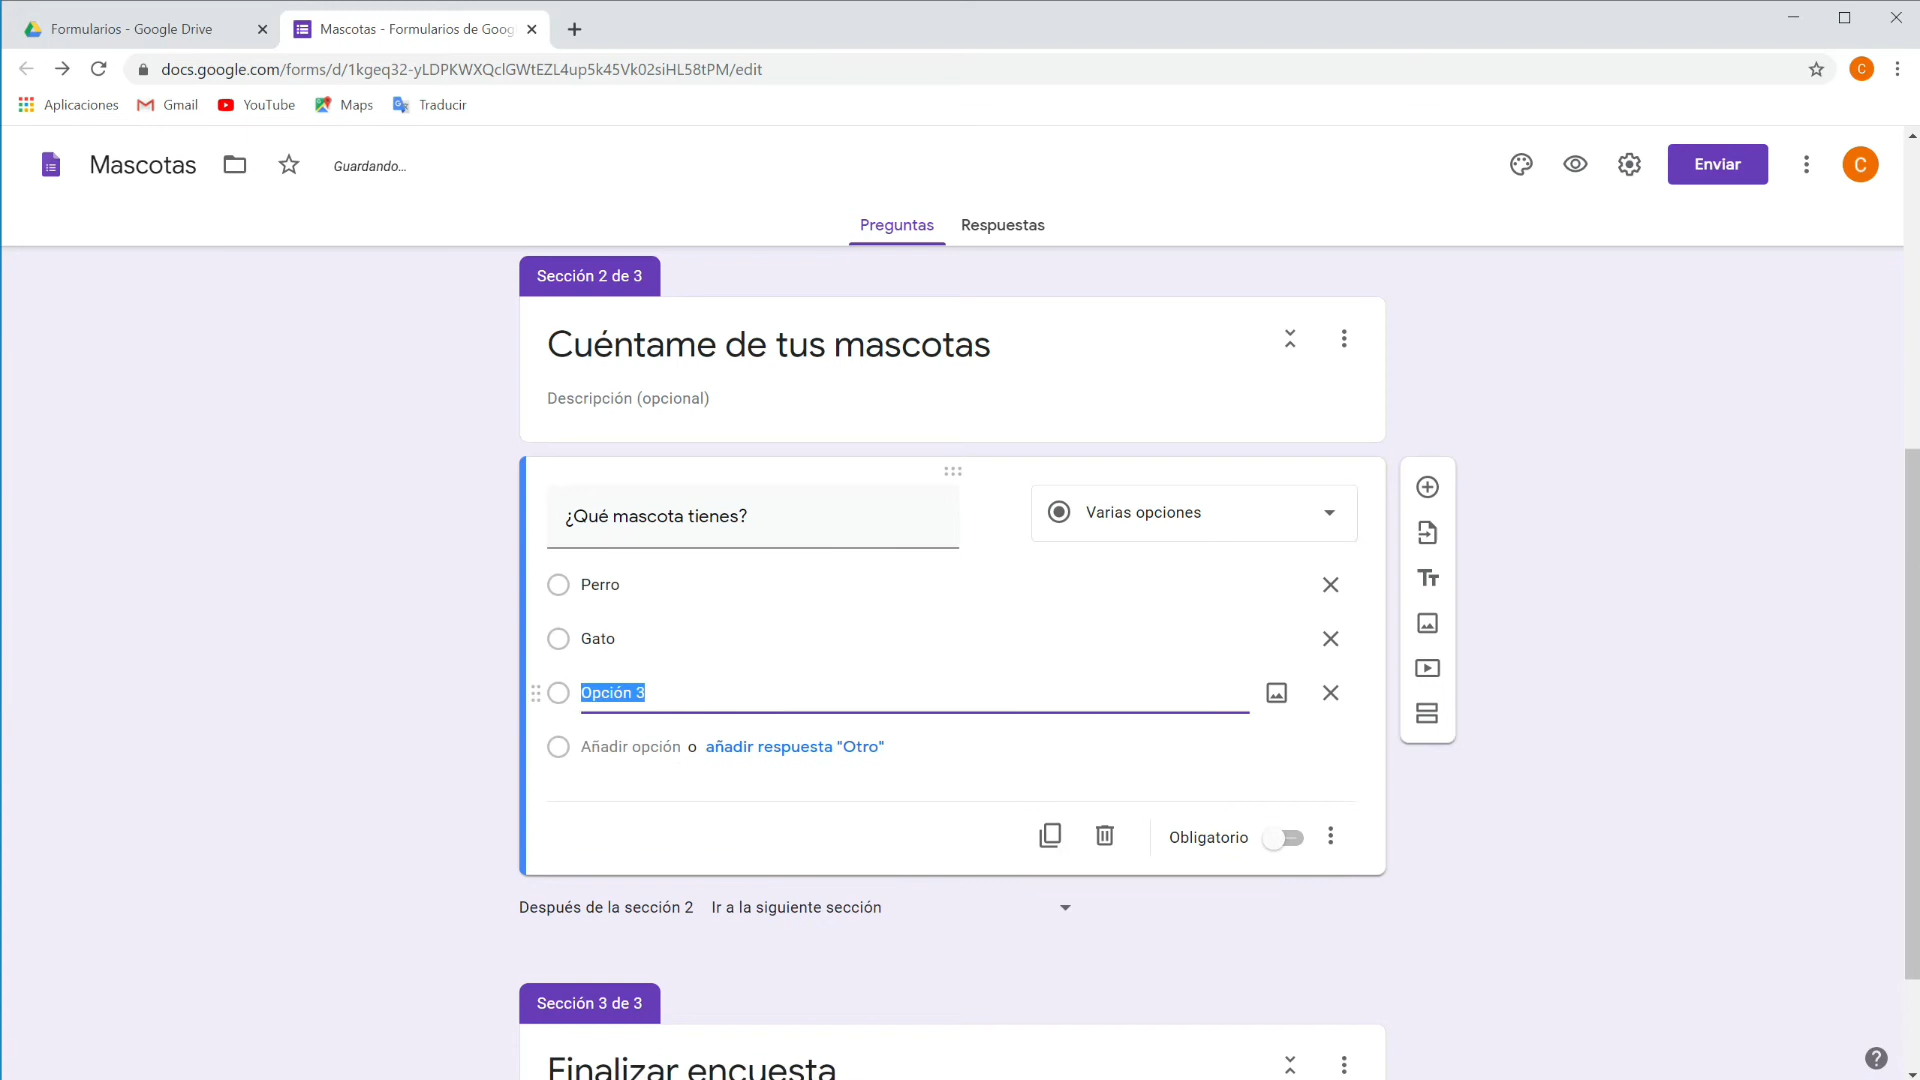 Formularios - Google Drive
Mascotas - Formularios de Goog
docs.google.com/forms/d/1kgeq32-yLDPKWXQclGWtEZL4up5k45Vk02siHL58tPM/edit
C
Aplicaciones
Gmail
YouTube
Maps
Traducir
Mascotas
Guardando...
Enviar
C
Preguntas
Respuestas
Sección 2 de 3
Cuéntame de tus mascotas
Descripción (opcional)
¿Qué mascota tienes?
Varias opciones
Perro
Gato
Opción 3
Añadir opción o añadir respuesta "Otro"
Obligatorio
Después de la sección 2 Ir a la siguiente sección
Sección 3 de 3
Finalizar encuesta